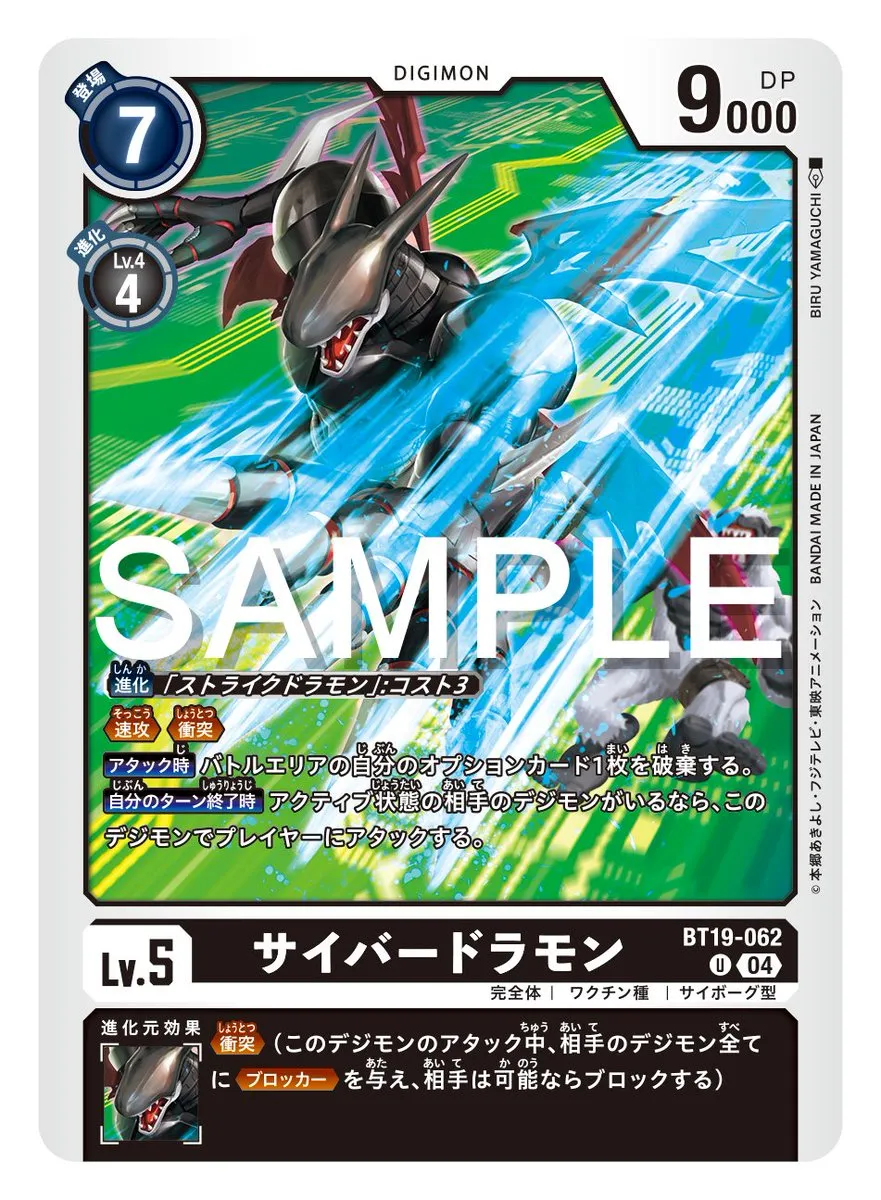 DIGIMON
登場
7
DP
9000
進化
Lv.4
4
BIRU YAMAGUCHI
BANDAI MADE IN JAPAN
©本郷あきよし・フジテレビ・東映アニメーション
SAMPLE
進化 「ストライクドラモン」:コスト3
速攻 衝突
アタック時 バトルエリアの自分のオプションカード1枚を破棄する。
自分のターン終了時 アクティブ状態の相手のデジモンがいるなら、この
デジモンでプレイヤーにアタックする。
Lv.5
サイバードラモン
BT19-062
U 04
完全体 | ワクチン種 | サイボーグ型
進化元効果
衝突 (このデジモンのアタック中、相手のデジモン全て
に ブロッカー を与え、相手は可能ならブロックする)